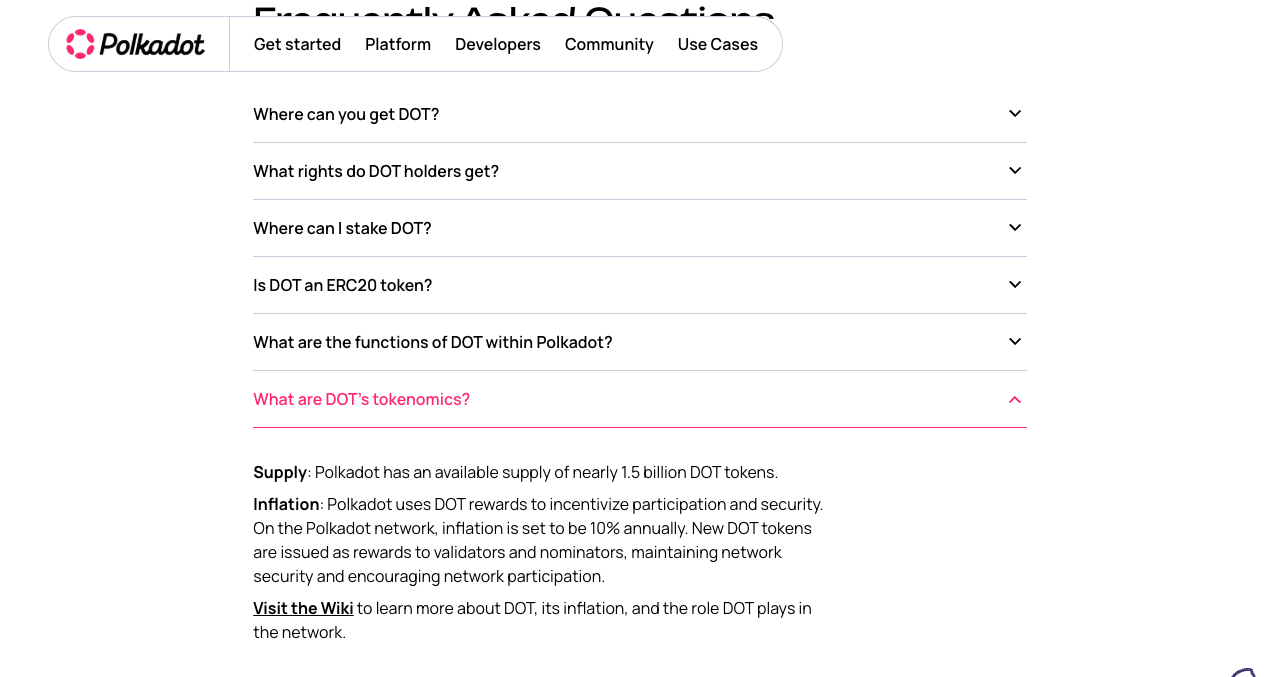 Frequently Asked Questions
Polkadot
Get started Platform Developers Community Use Cases
Where can you get DOT?
What rights do DOT holders get?
Where can I stake DOT?
Is DOT an ERC20 token?
What are the functions of DOT within Polkadot?
What are DOT’s tokenomics?
Supply: Polkadot has an available supply of nearly 1.5 billion DOT tokens.
Inflation: Polkadot uses DOT rewards to incentivize participation and security.
On the Polkadot network, inflation is set to be 10% annually. New DOT tokens
are issued as rewards to validators and nominators, maintaining network
security and encouraging network participation.
Visit the Wiki to learn more about DOT, its inflation, and the role DOT plays in
the network.